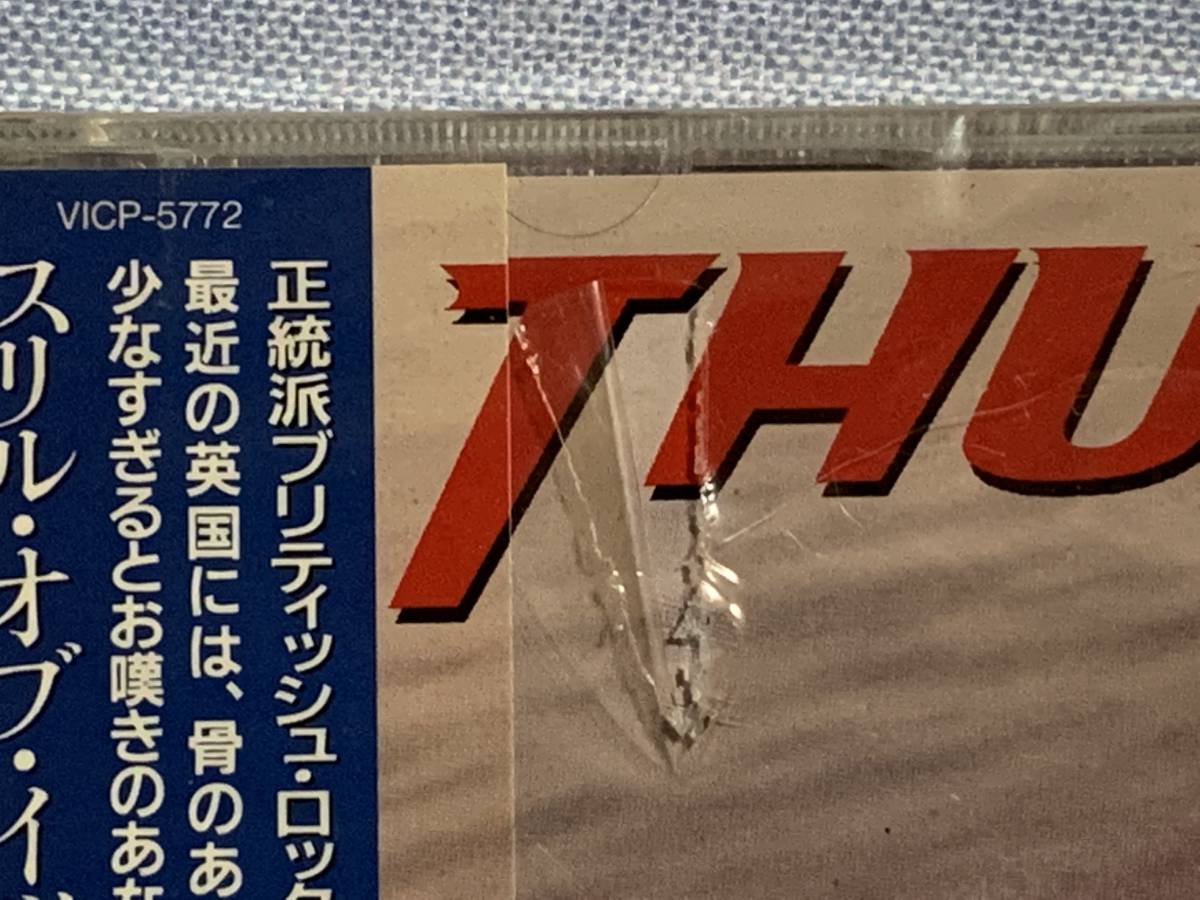 VICP-5772
正統派ブリティッシュ・ロック
最近の英国には、骨のあ
少なすぎるとお嘆きのあな
スリル・オブ・イ
THU